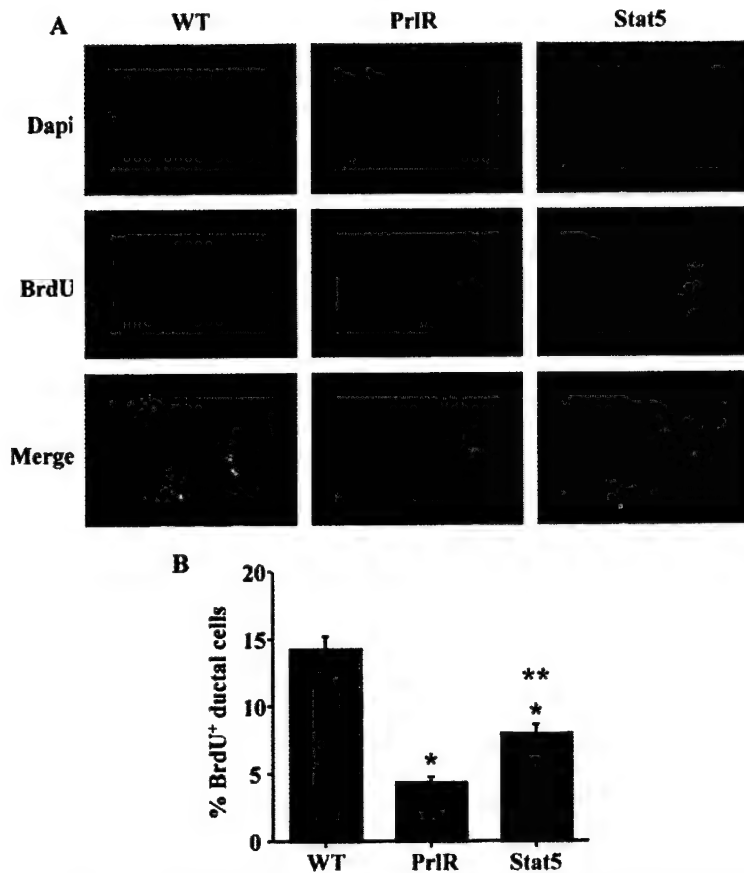 A
WT PrlR Stat5
Dapi
BrdU
Merge
B
% BrdU⁺ ductal cells
20
15
10
5
0
*
**
*
WT PrlR Stat5